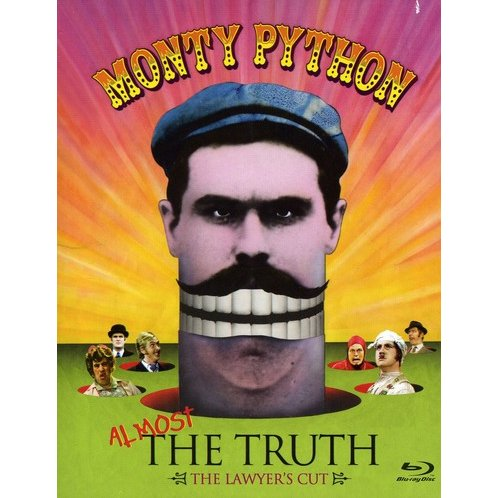 MONTY PYTHON
ALMOST
THE TRUTH
THE LAWYER'S CUT
Blu-ray Disc